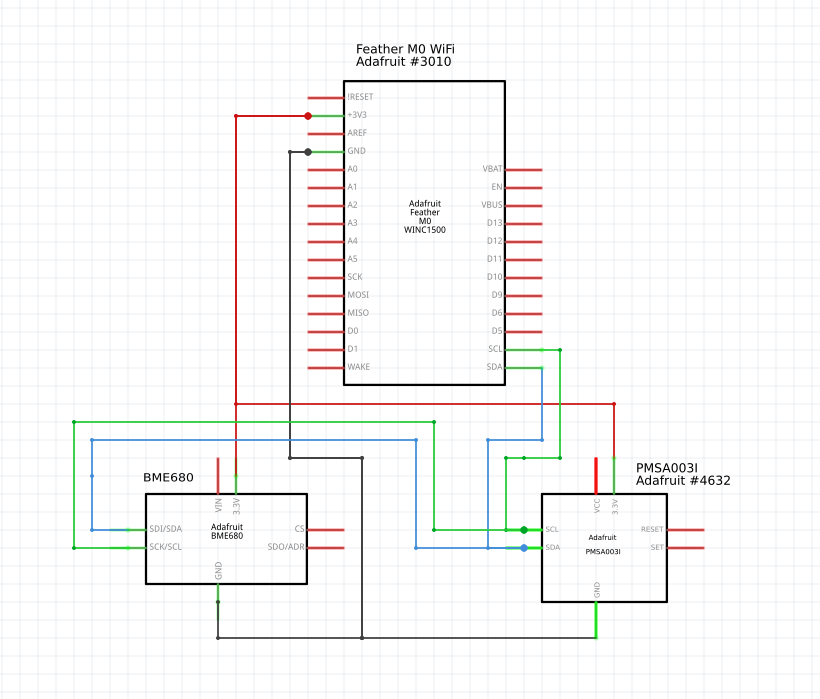 Feather M0 WiFi
Adafruit #3010
!RESET
+3V3
AREF
GND
A0
A1
A2
A3
A4
A5
SCK
MOSI
MISO
D0
D1
WAKE
Adafruit
Feather
M0
WINC1500
VBAT
EN
VBUS
D13
D12
D11
D10
D9
D6
D5
SCL
SDA
BME680
VIN
3.3V
SDI/SDA
SCK/SCL
Adafruit
BME680
CS
SDO/ADR
GND
PMSA003I
Adafruit #4632
VCC
3.3V
SCL
SDA
Adafruit
PMSA003I
RESET
SET
GND